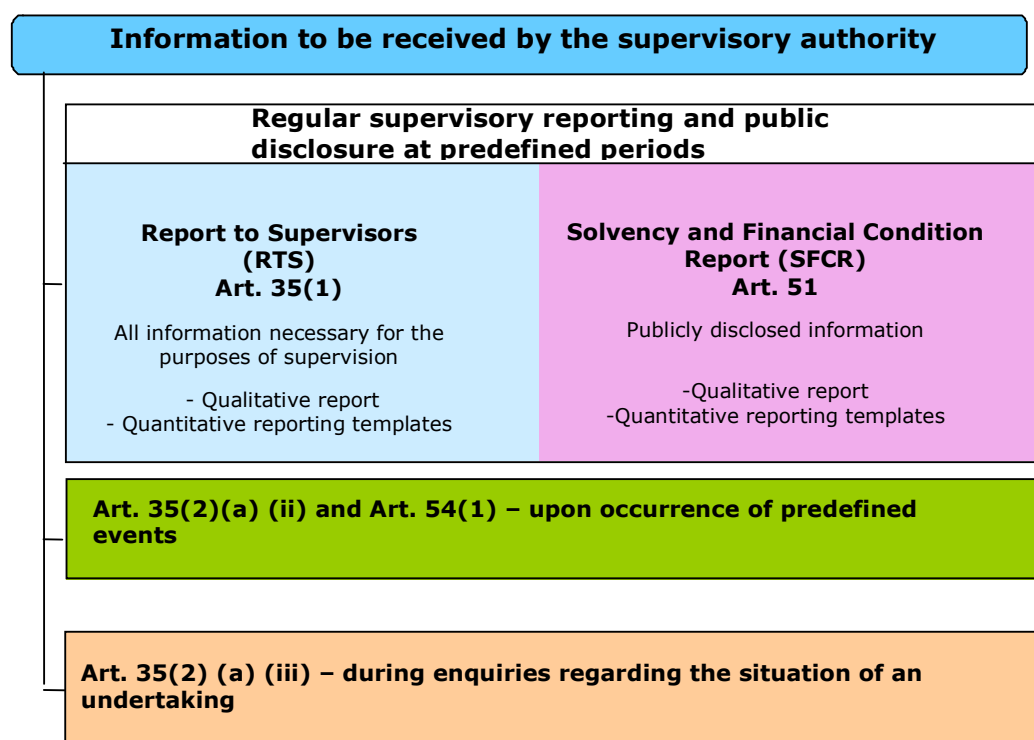 Information to be received by the supervisory authority
Regular supervisory reporting and public
disclosure at predefined periods
Report to Supervisors
(RTS)
Art. 35(1)
All information necessary for the
purposes of supervision
- Qualitative report
- Quantitative reporting templates
Solvency and Financial Condition
Report (SFCR)
Art. 51
Publicly disclosed information
-Qualitative report
-Quantitative reporting templates
Art. 35(2)(a) (ii) and Art. 54(1) – upon occurrence of predefined
events
Art. 35(2) (a) (iii) – during enquiries regarding the situation of an
undertaking